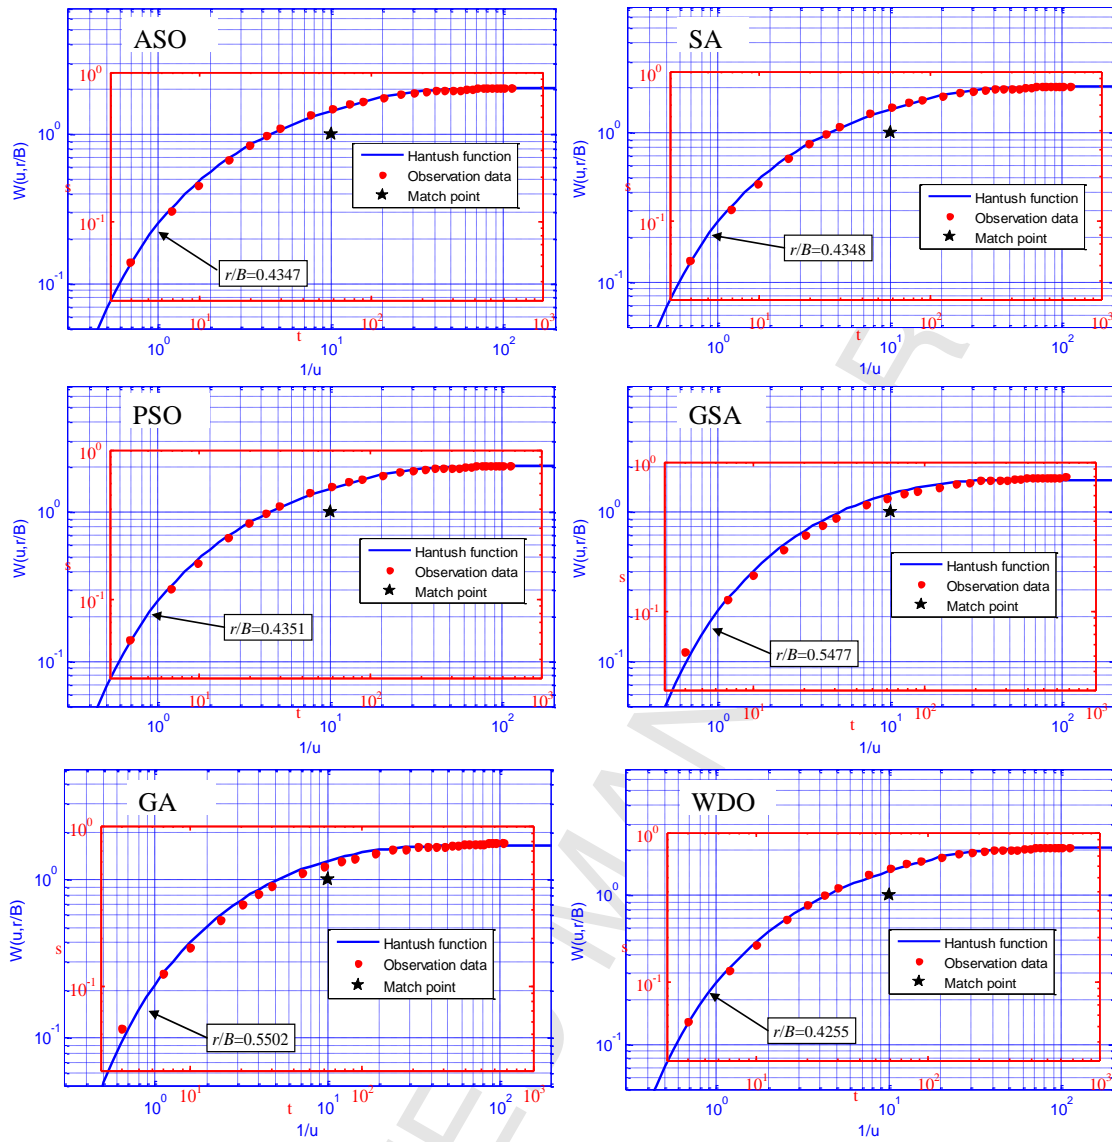 ASO
10^0
10^-1
W(u,r/B)
10^0
s
10^-1
Hantush function
Observation data
Match point
r/B=0.4347
10^1
t
10^2
10^3
10^0
10^1
10^2
1/u
SA
10^0
10^-1
W(u,r/B)
10^0
s
10^-1
Hantush function
Observation data
Match point
r/B=0.4348
10^1
t
10^2
10^3
10^0
10^1
10^2
1/u
PSO
10^0
10^-1
W(u,r/B)
10^0
s
10^-1
Hantush function
Observation data
Match point
r/B=0.4351
10^1
t
10^2
10^3
10^0
10^1
10^2
1/u
GSA
10^0
10^-1
W(u,r/B)
10^0
s
10^-1
Hantush function
Observation data
Match point
r/B=0.5477
10^1
t
10^2
10^3
10^0
10^1
10^2
1/u
GA
10^0
10^-1
W(u,r/B)
10^0
s
10^-1
Hantush function
Observation data
Match point
r/B=0.5502
10^1
t
10^2
10^3
10^0
10^1
10^2
1/u
WDO
10^0
10^-1
W(u,r/B)
10^0
s
10^-1
Hantush function
Observation data
Match point
r/B=0.4255
10^1
t
10^2
10^3
10^0
10^1
10^2
1/u